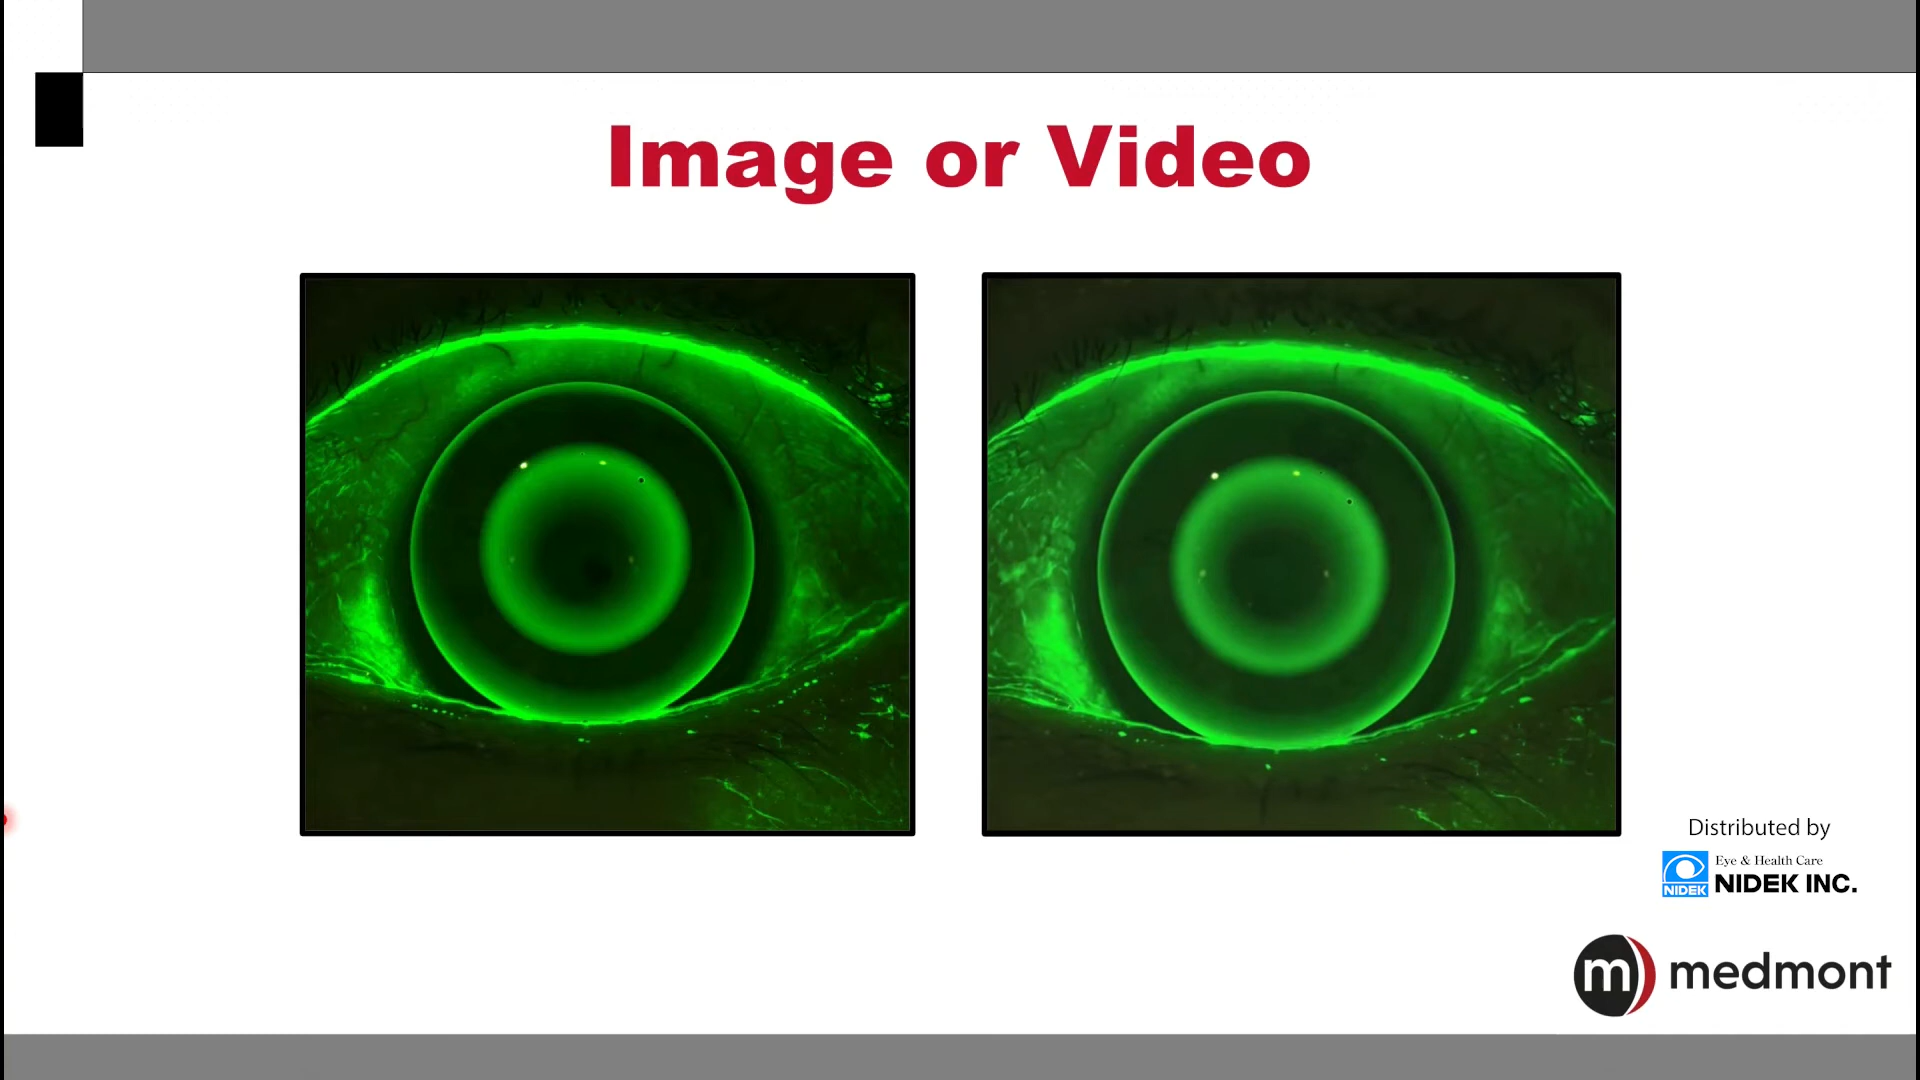 Image or Video
Distributed by
Eye & Health Care
NIDEK
NIDEK INC.
m medmont